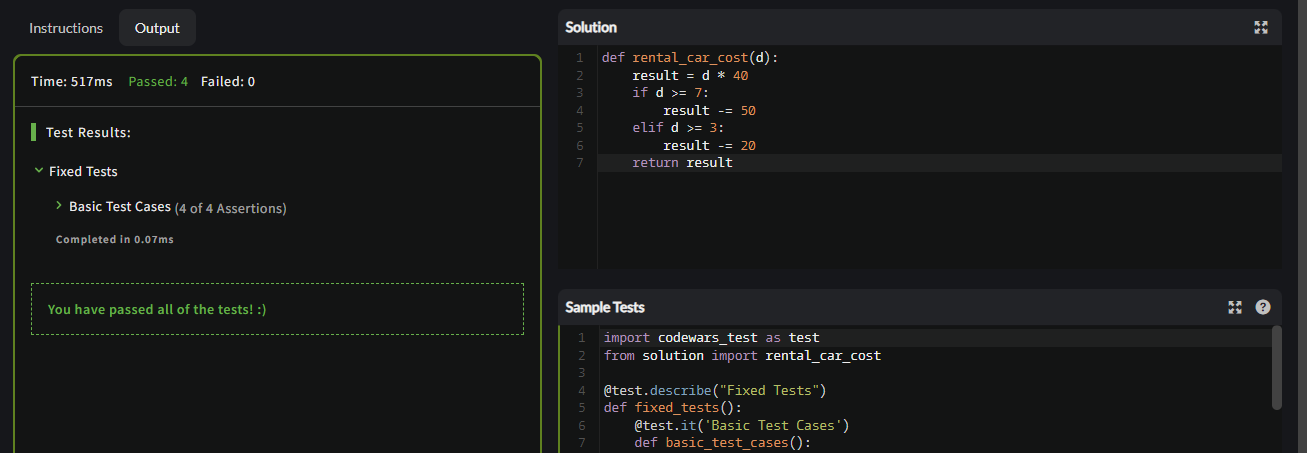 Instructions
Output
Time: 517ms Passed: 4 Failed: 0
Test Results:
Fixed Tests
Basic Test Cases (4 of 4 Assertions)
Completed in 0.07ms
You have passed all of the tests! :)
Solution
1 def rental_car_cost(d):
2     result = d * 40
3     if d >= 7:
4         result -= 50
5     elif d >= 3:
6         result -= 20
7     return result
Sample Tests
?
1 import codewars_test as test
2 from solution import rental_car_cost
3
4 @test.describe("Fixed Tests")
5 def fixed_tests():
6     @test.it('Basic Test Cases')
7     def basic_test_cases():